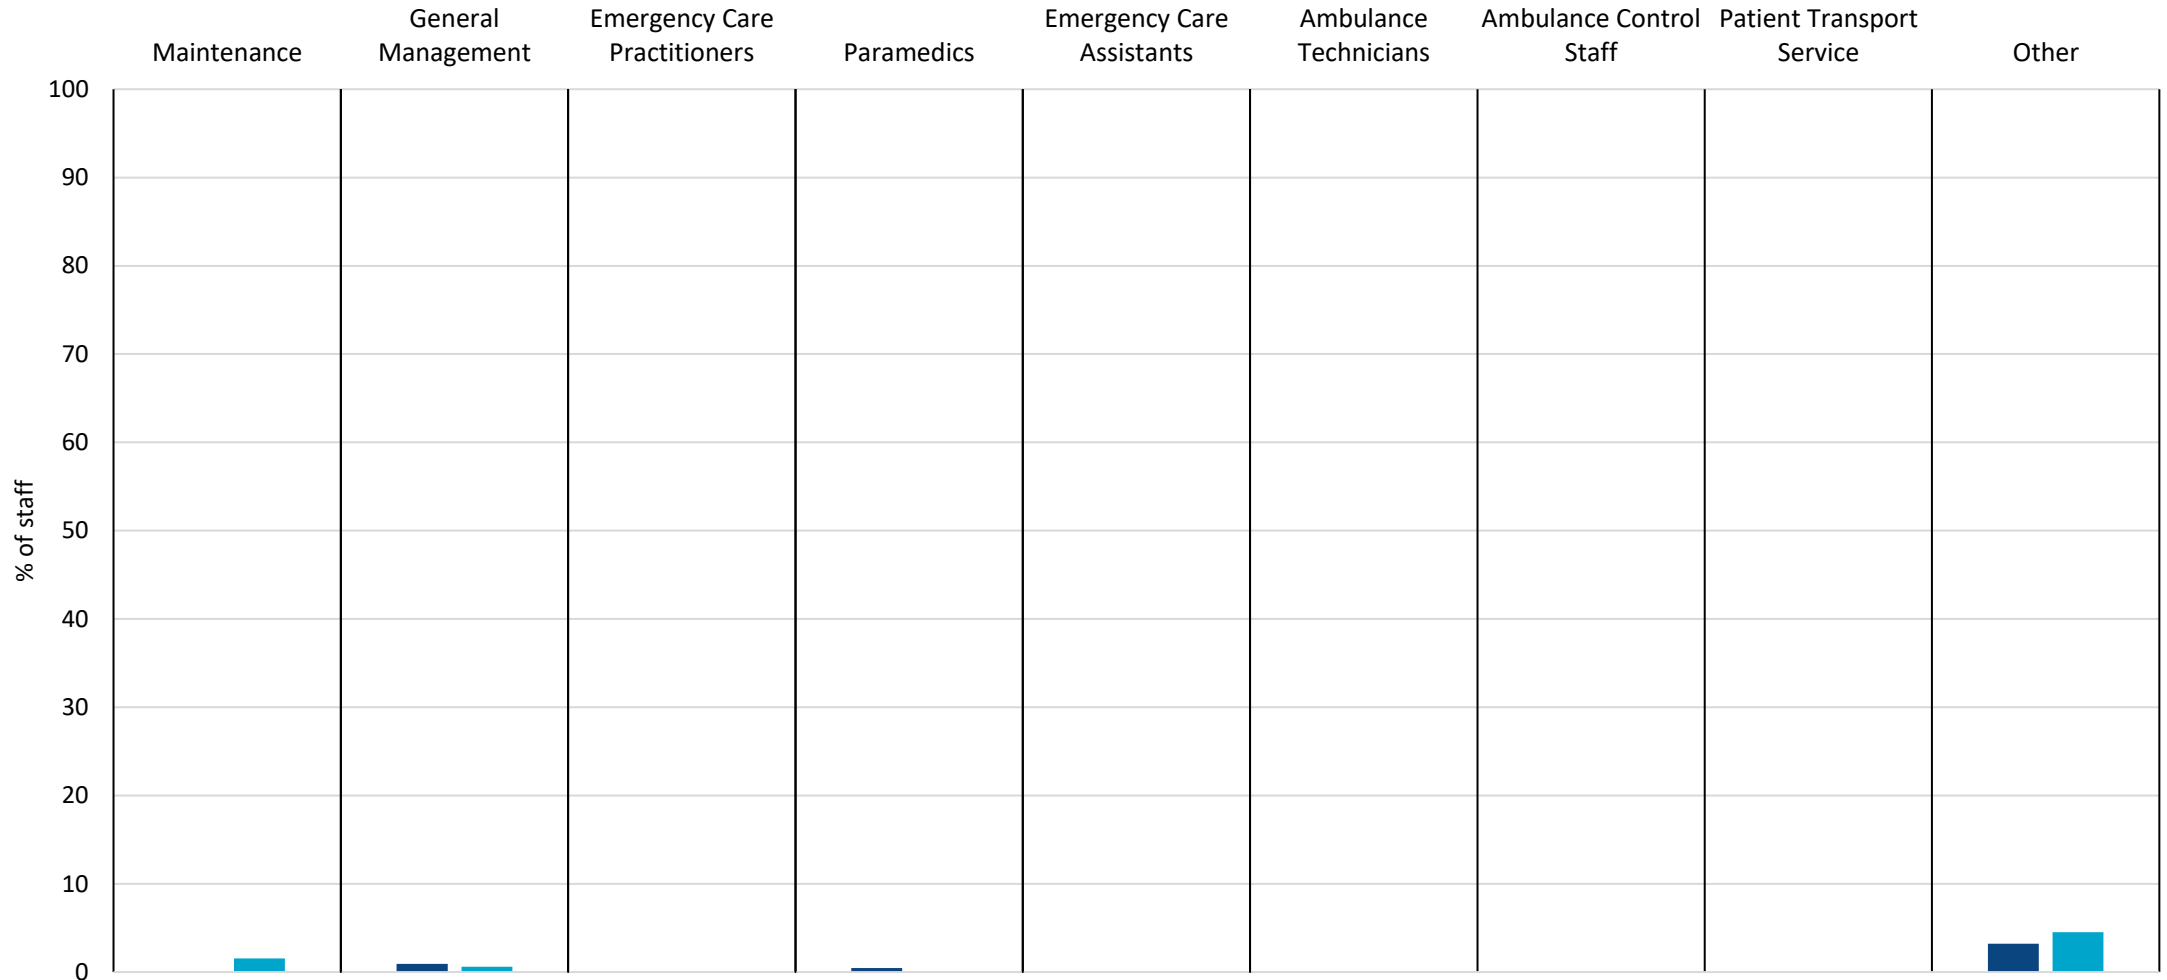 Maintenance
General
Management
Emergency Care
Practitioners
Paramedics
Emergency Care
Assistants
Ambulance
Technicians
Ambulance Control
Staff
Patient Transport
Service
Other
100
90
80
70
60
50
40
30
20
10
0
% of staff